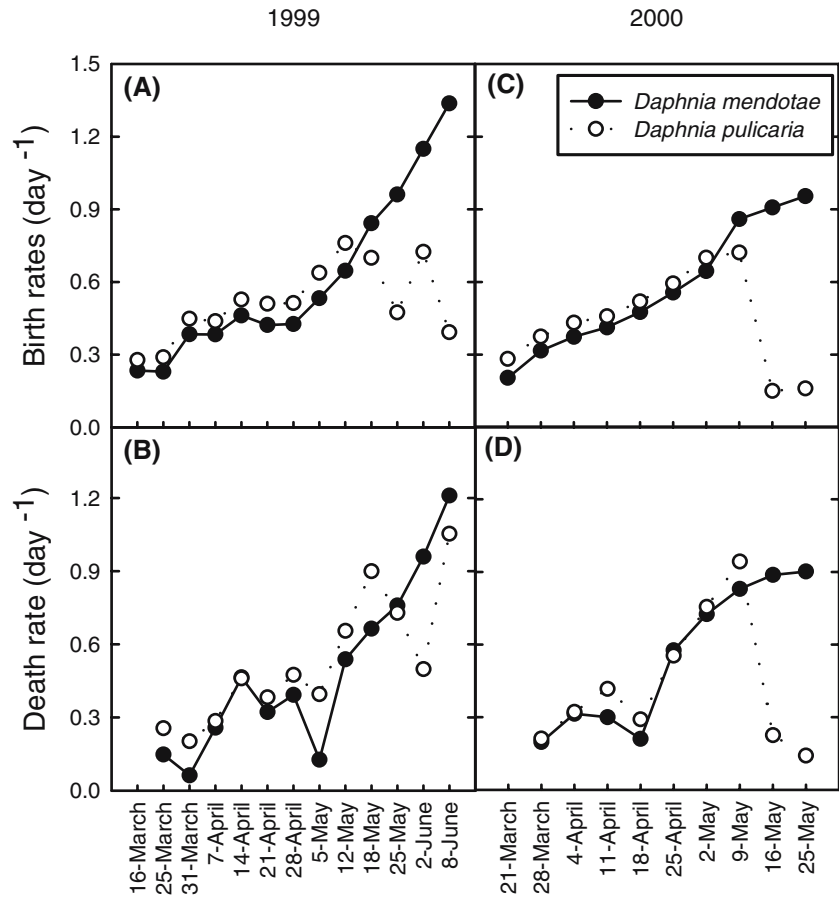 1999
2000
(A)
(C)
Daphnia mendotae
Daphnia pulicaria
Birth rates (day -1)
1.5
1.2
0.9
0.6
0.3
0.0
(B)
(D)
Death rate (day -1)
1.2
0.9
0.6
0.3
0.0
16-March
25-March
31-March
7-April
14-April
21-April
28-April
5-May
12-May
18-May
25-May
2-June
8-June
21-March
28-March
4-April
11-April
18-April
25-April
2-May
9-May
16-May
25-May